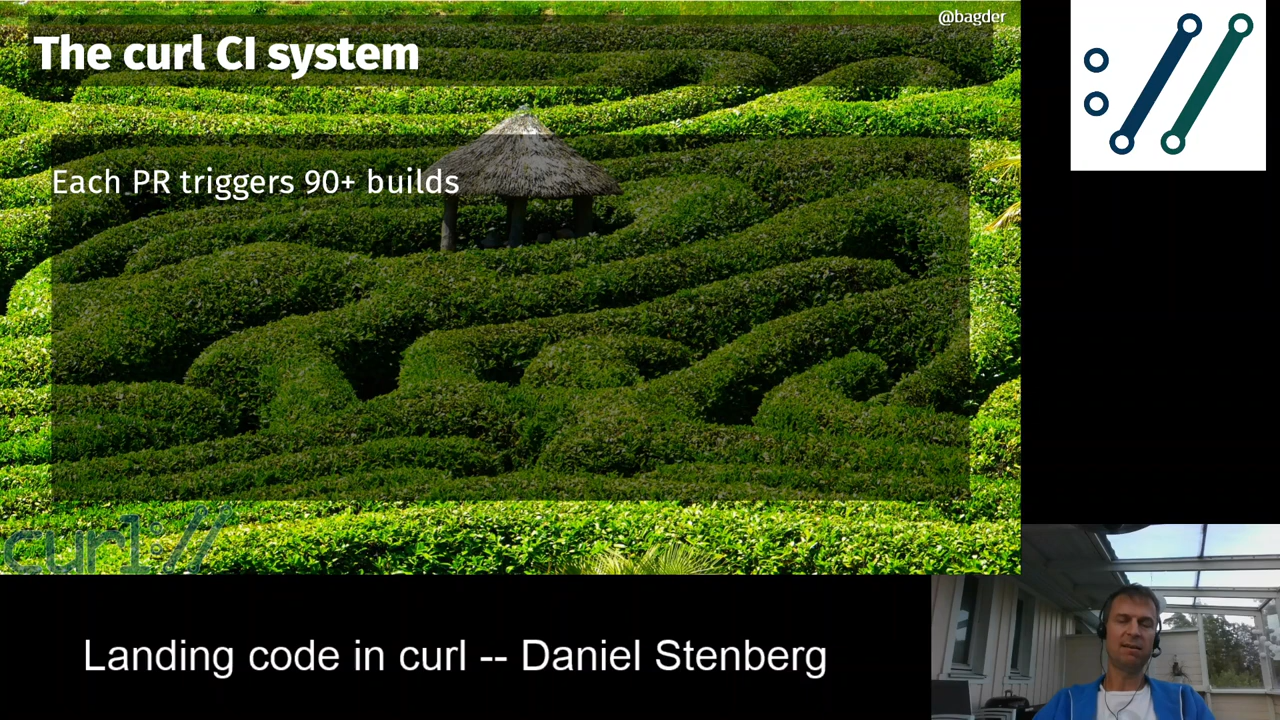 @bagder
The curl CI system
Each PR triggers 90+ builds
curl://
Landing code in curl -- Daniel Stenberg